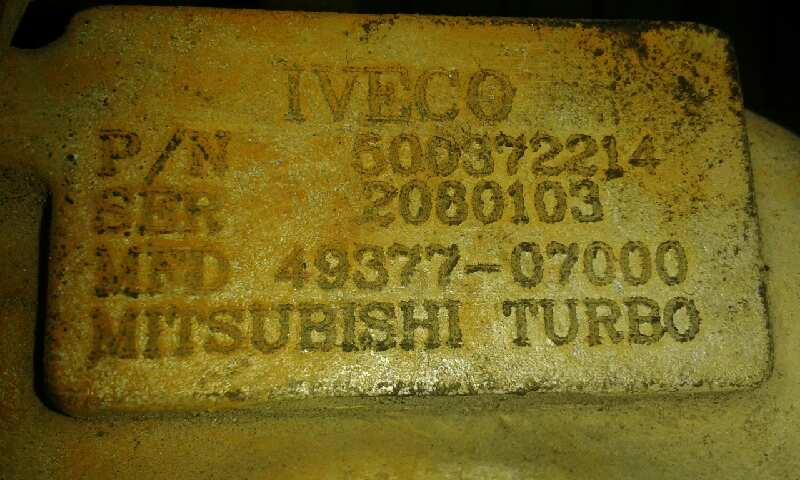 IVECO
P/N 500372214
SER 2080103
MFD 49377-07000
MITSUBISHI TURBO